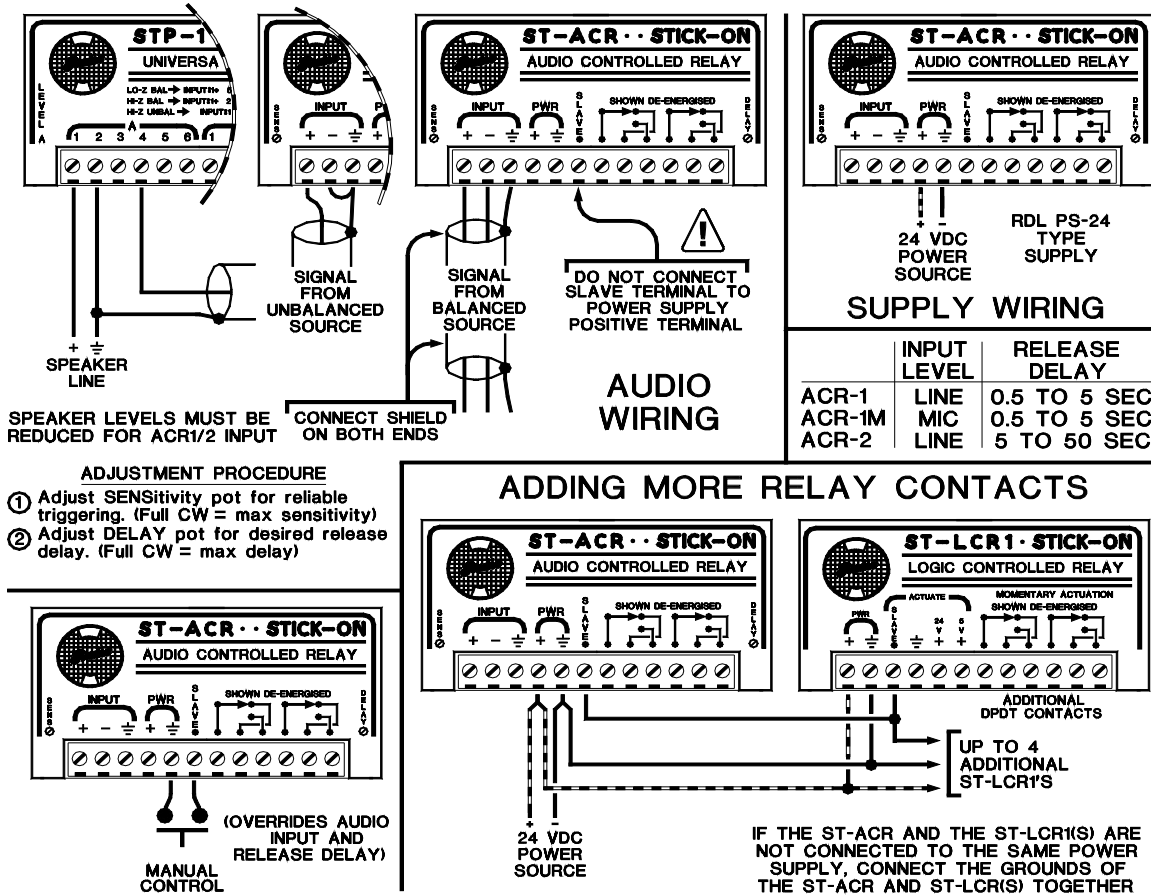 STP-1
UNIVERSA
LO-Z BAL → INPUT1+ 6
HI-Z BAL → INPUT1+ 2
HI-Z UNBAL → INPUT1
LEVEL A
A
1 2 3 4 5 6 1
+
SPEAKER
LINE
SPEAKER LEVELS MUST BE
REDUCED FOR ACR1/2 INPUT
SENS
INPUT
P
+ −
+
SIGNAL
FROM
UNBALANCED
SOURCE
ST-ACR·· STICK-ON
AUDIO CONTROLLED RELAY
SENS
INPUT
PWR
SLAVE
SHOWN DE-ENERGISED
DELAY
+ −
+
SIGNAL
FROM
BALANCED
SOURCE
CONNECT SHIELD
ON BOTH ENDS
!
DO NOT CONNECT
SLAVE TERMINAL TO
POWER SUPPLY
POSITIVE TERMINAL
AUDIO
WIRING
ST-ACR·· STICK-ON
AUDIO CONTROLLED RELAY
SENS
INPUT
PWR
SLAVE
SHOWN DE-ENERGISED
DELAY
+ −
+
+ −
24 VDC
POWER
SOURCE
RDL PS-24
TYPE
SUPPLY
SUPPLY WIRING
INPUT LEVEL RELEASE DELAY
ACR-1 LINE 0.5 TO 5 SEC
ACR-1M MIC 0.5 TO 5 SEC
ACR-2 LINE 5 TO 50 SEC
ADJUSTMENT PROCEDURE
① Adjust SENSitivity pot for reliable
triggering. (Full CW = max sensitivity)
② Adjust DELAY pot for desired release
delay. (Full CW = max delay)
ST-ACR·· STICK-ON
AUDIO CONTROLLED RELAY
SENS
INPUT
PWR
SLAVE
SHOWN DE-ENERGISED
DELAY
+ −
+
MANUAL
CONTROL
(OVERRIDES AUDIO
INPUT AND
RELEASE DELAY)
ADDING MORE RELAY CONTACTS
ST-ACR·· STICK-ON
AUDIO CONTROLLED RELAY
SENS
INPUT
PWR
SLAVE
SHOWN DE-ENERGISED
DELAY
+ −
+
+ −
24 VDC
POWER
SOURCE
ST-LCR1· STICK-ON
LOGIC CONTROLLED RELAY
ACTUATE
MOMENTARY ACTUATION
SHOWN DE-ENERGISED
PWR
SLAVE
+
24 V +
5 V +
ADDITIONAL
DPDT CONTACTS
UP TO 4
ADDITIONAL
ST-LCR1'S
IF THE ST-ACR AND THE ST-LCR1(S) ARE
NOT CONNECTED TO THE SAME POWER
SUPPLY, CONNECT THE GROUNDS OF
THE ST-ACR AND ST-LCR(S) TOGETHER